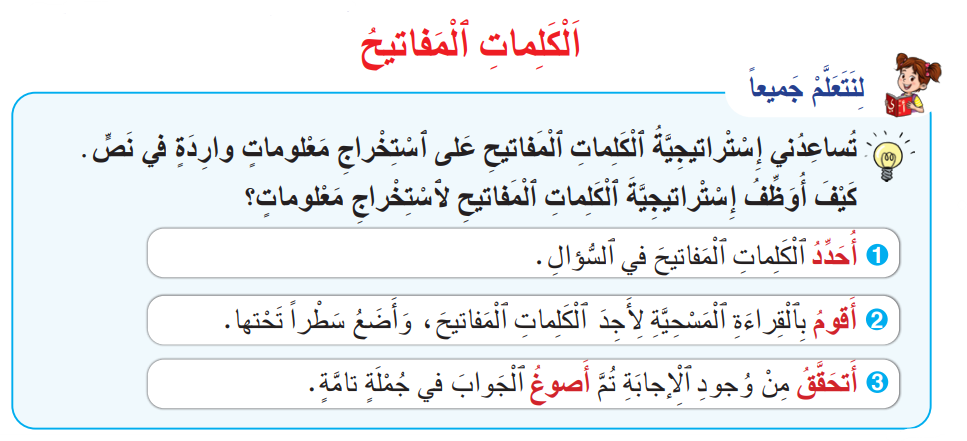 اَلْكَلِماتِ ٱلْمَفاتيحُ
لِنَتَعَلَّمْ جَميعاً
تُساعِدُني إِسْتْراتيجِيَّةُ ٱلْكَلِماتِ ٱلْمَفاتيحِ عَلى ٱسْتِخْراجِ مَعْلوماتٍ وارِدَةٍ في نَصٍّ.
كَيْفَ أُوَظِّفُ إِسْتْراتيجِيَّةَ ٱلْكَلِماتِ ٱلْمَفاتيحِ لاسْتِخْراجِ مَعْلوماتٍ؟
1 أُحَدِّدُ ٱلْكَلِماتِ ٱلْمَفاتيحَ في ٱلسُّؤالِ.
2 أَقومُ بِٱلْقِراءَةِ ٱلْمَسْحِيَّةِ لِأَجِدَ ٱلْكَلِماتِ ٱلْمَفاتيحَ، وَأَضَعُ سَطْراً تَحْتها.
3 أَتَحَقَّقُ مِنْ وُجودِ ٱلْإِجابَةِ ثُمَّ أَصوغُ ٱلْجَوابَ في جُمْلَةٍ تامَّةٍ.